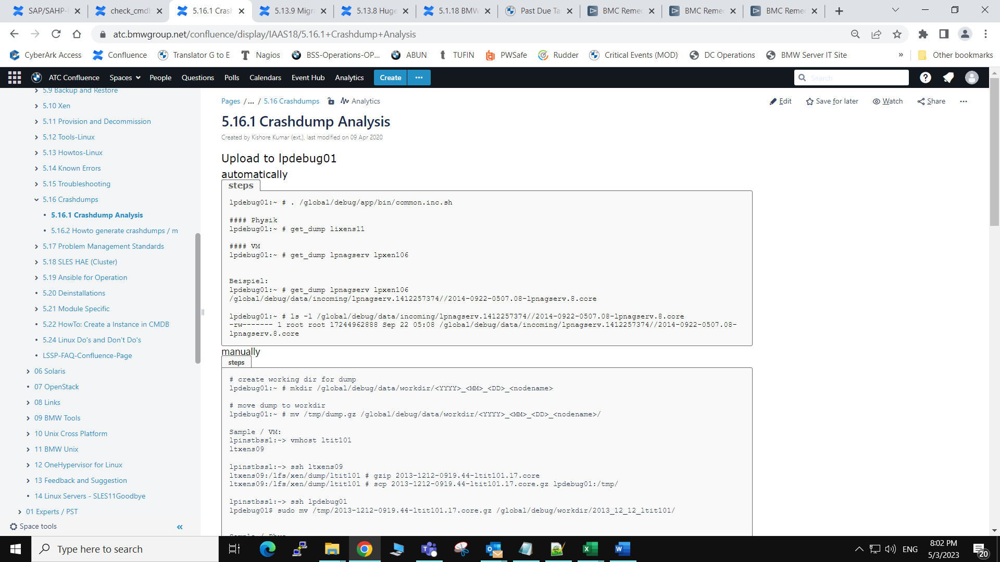 SAP/SAHP-
check_cmdb
5.16.1 Crash
5.13.9 Migra
5.13.8 Huge
5.1.18 BMW
Past Due Ta
BMC Remed
BMC Remed
BMC Remed
atc.bmwgroup.net/confluence/display/IAAS18/5.16.1+Crashdump+Analysis
CyberArk Access
Confluence
Translator G to E
Nagios
BSS-Operations-OP...
ABUN
TUFIN
PWSafe
Rudder
Critical Events (MOD)
DC Operations
BMW Server IT Site
»
Other bookmarks
ATC Confluence
Spaces
People
Questions
Polls
Calendars
Event Hub
Analytics
Create
Search
5.9 Backup and Restore
5.10 Xen
5.11 Provision and Decommission
5.12 Tools-Linux
5.13 Howtos-Linux
5.14 Known Errors
5.15 Troubleshooting
5.16 Crashdumps
5.16.1 Crashdump Analysis
5.16.2 Howto generate crashdumps / m
5.17 Problem Management Standards
5.18 SLES HAE (Cluster)
5.19 Ansible for Operation
5.20 Deinstallations
5.21 Module Specific
5.22 HowTo: Create a Instance in CMDB
5.24 Linux Do's and Don't Do's
LSSP-FAQ-Confluence-Page
06 Solaris
07 OpenStack
08 Links
09 BMW Tools
10 Unix Cross Platform
11 BMW Unix
12 OneHypervisor for Linux
13 Feedback and Suggestion
14 Linux Servers - SLES11Goodbye
01 Experts / PST
Space tools
«
Pages /... / 5.16 Crashdumps
Analytics
Edit
Save for later
Watch
Share
5.16.1 Crashdump Analysis
Created by Kishore Kumar (ext.), last modified on 09 Apr 2020
Upload to lpdebug01
automatically
steps
lpdebug01:~ # . /global/debug/app/bin/common.inc.sh
#### Physik
lpdebug01:~ # get_dump lixens11
#### VM
lpdebug01:~ # get_dump lpnagserv lpxen106
Beispiel:
lpdebug01:~ # get_dump lpnagserv lpxen106
/global/debug/data/incoming/lpnagserv.1412257374//2014-0922-0507.08-lpnagserv.8.core
lpdebug01:~ # ls -l /global/debug/data/incoming/lpnagserv.1412257374//2014-0922-0507.08-lpnagserv.8.core
-rw------- 1 root root 17244962888 Sep 22 05:08 /global/debug/data/incoming/lpnagserv.1412257374//2014-0922-0507.08-
lpnagserv.8.core
manually
steps
# create working dir for dump
lpdebug01:~ # mkdir /global/debug/data/workdir/<YYYY>_<MM>_<DD>_<nodename>
# move dump to workdir
lpdebug01:~ # mv /tmp/dump.gz /global/debug/data/workdir/<YYYY>_<MM>_<DD>_<nodename>/
Sample / VM:
lpinstbss1:~> vmhost ltit101
ltxens09
lpinstbss1:~> ssh ltxens09
ltxens09:/lfs/xen/dump/ltit101 # gzip 2013-1212-0919.44-ltit101.17.core
ltxens09:/lfs/xen/dump/ltit101 # scp 2013-1212-0919.44-ltit101.17.core.gz lpdebug01:/tmp/
lpinstbss1:~> ssh lpdebug01
lpdebug01$ sudo mv /tmp/2013-1212-0919.44-ltit101.17.core.gz /global/debug/workdir/2013_12_12_ltit101/
Sample / Phys
Type here to search
ENG
8:02 PM
5/3/2023
20